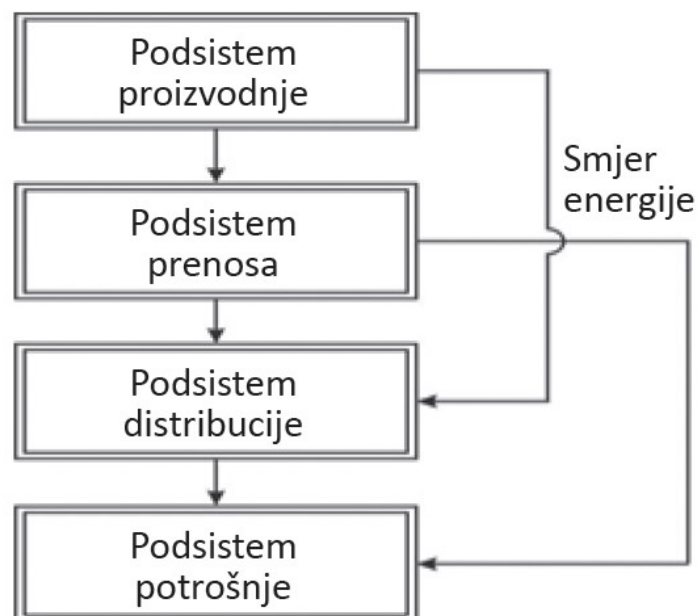 Podsistem
proizvodnje
Smjer
energije
Podsistem
prenosa
Podsistem
distribucije
Podsistem
potrošnje